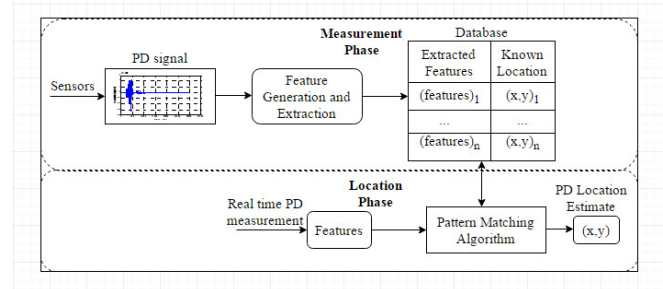 Measurement
Phase
Database
PD signal
Sensors
Feature
Generation and
Extraction
Extracted
Features
Known
Location
(features)1
(x,y)1
...
...
(features)n
(x,y)n
Location
Phase
Real time PD
measurement
Features
Pattern Matching
Algorithm
PD Location
Estimate
(x,y)